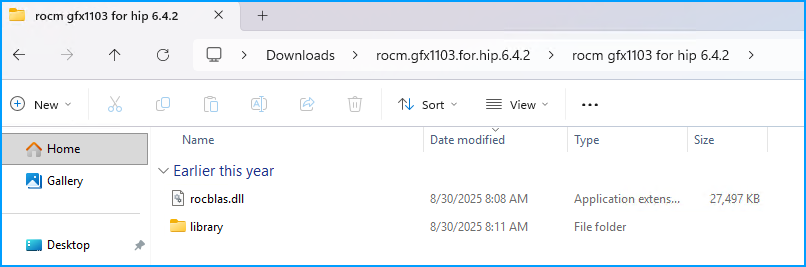 rocm gfx1103 for hip 6.4.2
Downloads rocm.gfx1103.for.hip.6.4.2 rocm gfx1103 for hip 6.4.2
New Sort View
Name Date modified Type Size
Home
Gallery
Desktop
Earlier this year
rocblas.dll 8/30/2025 8:08 AM Application extens... 27,497 KB
library 8/30/2025 8:11 AM File folder